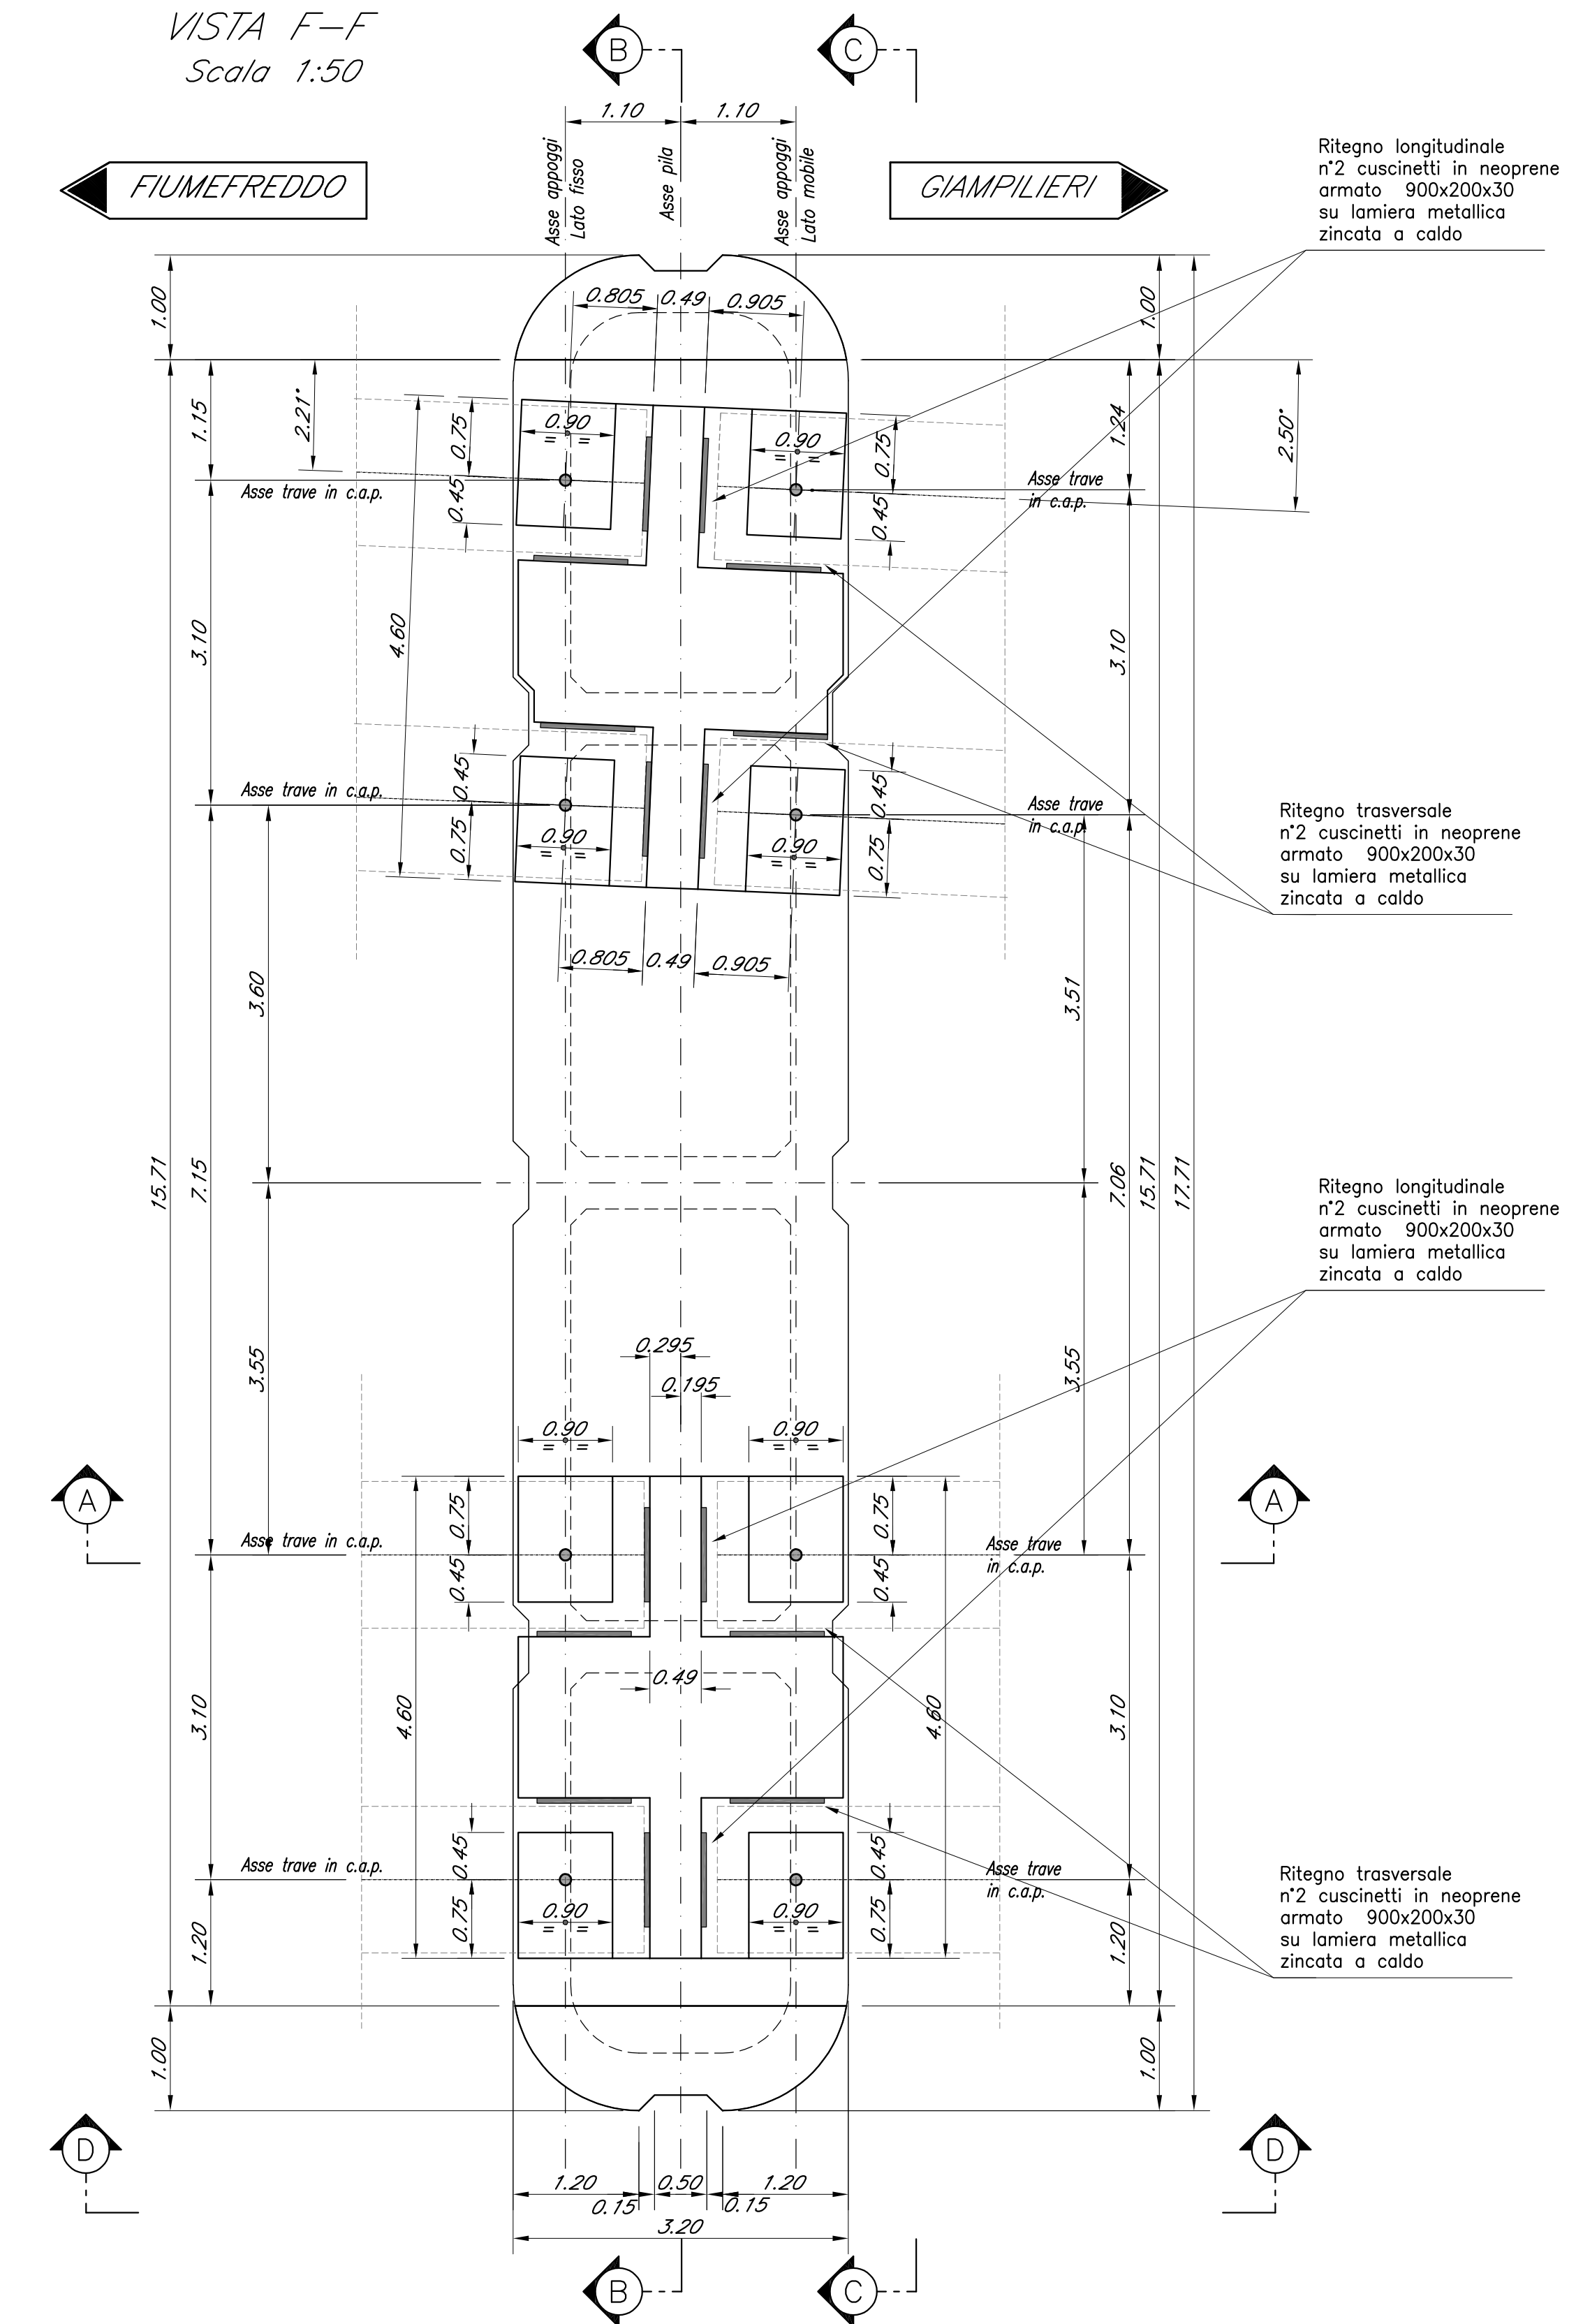 VISTA F-F
Scala 1:50
B
C
1.10
1.10
Asse appoggi
Lato fisso
Asse pila
Asse appoggi
Lato mobile
FIUMEFREDDO
GIAMPILIERI
Ritegno longitudinale
n°2 cuscinetti in neoprene
armato 900x200x30
su lamiera metallica
zincata a caldo
1.00
0.805
0.49
0.905
1.00
1.15
2.21°
0.75
0.90
= =
0.90
= =
0.75
1.24
2.50°
Asse trave in c.a.p.
0.45
0.45
Asse trave
in c.a.p.
3.10
4.60
3.10
Asse trave in c.a.p.
0.45
0.75
0.90
= =
0.90
= =
0.45
0.75
Asse trave
in c.a.p.
Ritegno trasversale
n°2 cuscinetti in neoprene
armato 900x200x30
su lamiera metallica
zincata a caldo
0.805
0.49
0.905
3.60
3.51
15.71
7.15
7.06
15.71
17.71
Ritegno longitudinale
n°2 cuscinetti in neoprene
armato 900x200x30
su lamiera metallica
zincata a caldo
3.55
0.295
0.195
3.55
0.90
= =
0.90
= =
A
A
Asse trave in c.a.p.
0.75
0.45
0.75
0.45
Asse trave
in c.a.p.
3.10
4.60
0.49
4.60
3.10
Asse trave in c.a.p.
0.45
0.75
0.90
= =
0.90
= =
0.45
0.75
Asse trave
in c.a.p.
Ritegno trasversale
n°2 cuscinetti in neoprene
armato 900x200x30
su lamiera metallica
zincata a caldo
1.20
1.20
1.00
1.00
D
D
1.20
0.50
1.20
0.15
0.15
3.20
B
C